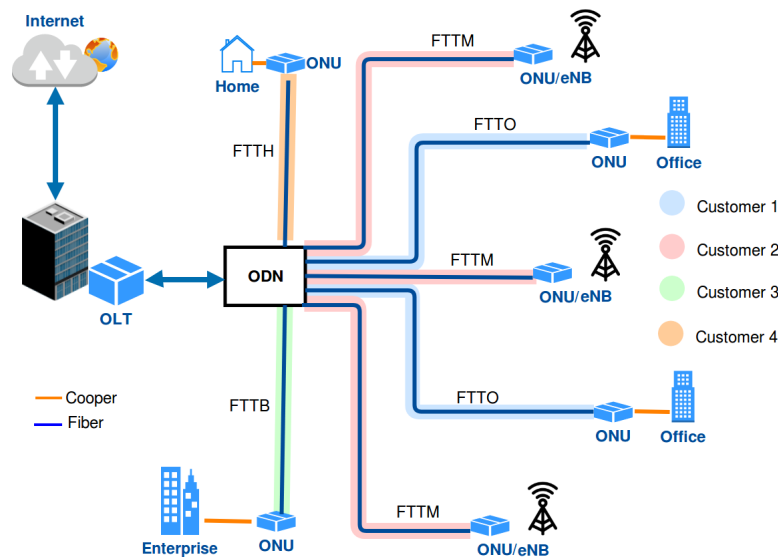 Internet
FTTM
ONU
Home
ONU/eNB
FTTO
FTTH
ONU
Office
Customer 1
Customer 2
FTTM
ODN
ONU/eNB
Customer 3
OLT
Customer 4
FTTB
FTTO
Cooper
Fiber
ONU
Office
FTTM
Enterprise
ONU
ONU/eNB